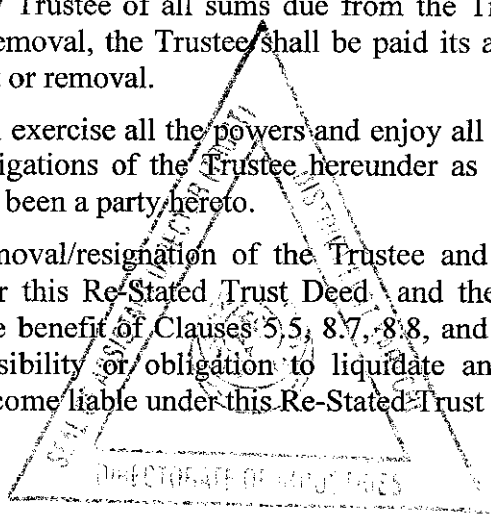 Trustee of all sums due from the
emoval, the Trustee shall be paid its a
t or removal.
exercise all the powers and enjoy all
igations of the Trustee hereunder as
been a party hereto.
moval/resignation of the Trustee and
r this Re-Stated Trust Deed and the
e benefit of Clauses 5.5, 8.7, 8.8, and
sibility or obligation to liquidate an
come liable under this Re-Stated Trust
DIRECTORATE OF